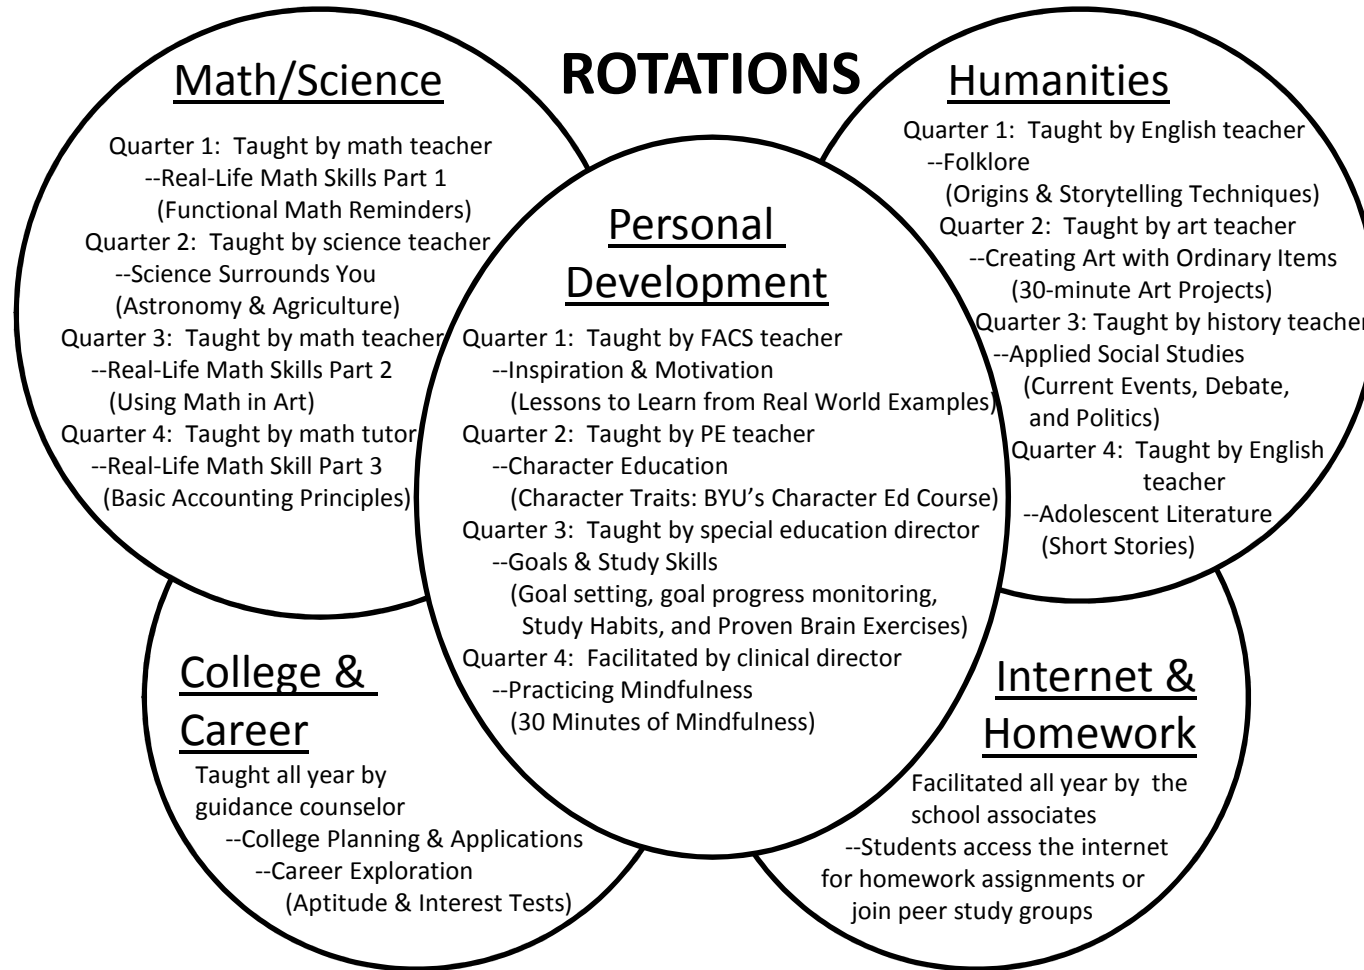 ROTATIONS
Math/Science
Quarter 1:  Taught by math teacher
--Real-Life Math Skills Part 1
(Functional Math Reminders)
Quarter 2:  Taught by science teacher
--Science Surrounds You
(Astronomy & Agriculture)
Quarter 3:  Taught by math teacher
--Real-Life Math Skills Part 2
(Using Math in Art)
Quarter 4:  Taught by math tutor
--Real-Life Math Skill Part 3
(Basic Accounting Principles)
Personal
Development
Quarter 1:  Taught by FACS teacher
--Inspiration & Motivation
(Lessons to Learn from Real World Examples)
Quarter 2:  Taught by PE teacher
--Character Education
(Character Traits: BYU’s Character Ed Course)
Quarter 3:  Taught by special education director
--Goals & Study Skills
(Goal setting, goal progress monitoring,
Study Habits, and Proven Brain Exercises)
Quarter 4:  Facilitated by clinical director
--Practicing Mindfulness
(30 Minutes of Mindfulness)
Humanities
Quarter 1:  Taught by English teacher
--Folklore
(Origins & Storytelling Techniques)
Quarter 2:  Taught by art teacher
--Creating Art with Ordinary Items
(30-minute Art Projects)
Quarter 3: Taught by history teacher
--Applied Social Studies
(Current Events, Debate,
and Politics)
Quarter 4:  Taught by English
teacher
--Adolescent Literature
(Short Stories)
College &
Career
Taught all year by
guidance counselor
--College Planning & Applications
--Career Exploration
(Aptitude & Interest Tests)
Internet &
Homework
Facilitated all year by  the
school associates
--Students access the internet
for homework assignments or
join peer study groups